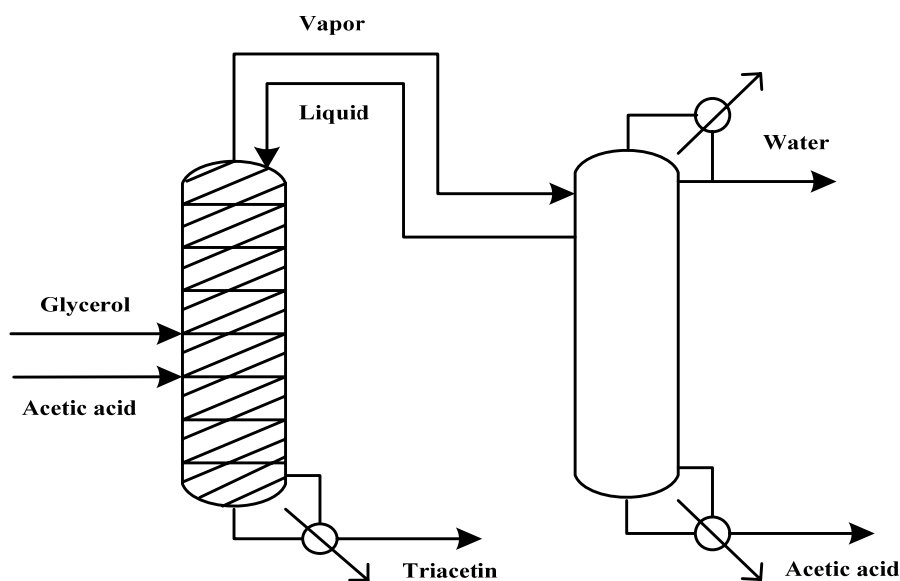 Vapor
Liquid
Water
Glycerol
Acetic acid
Triacetin
Acetic acid